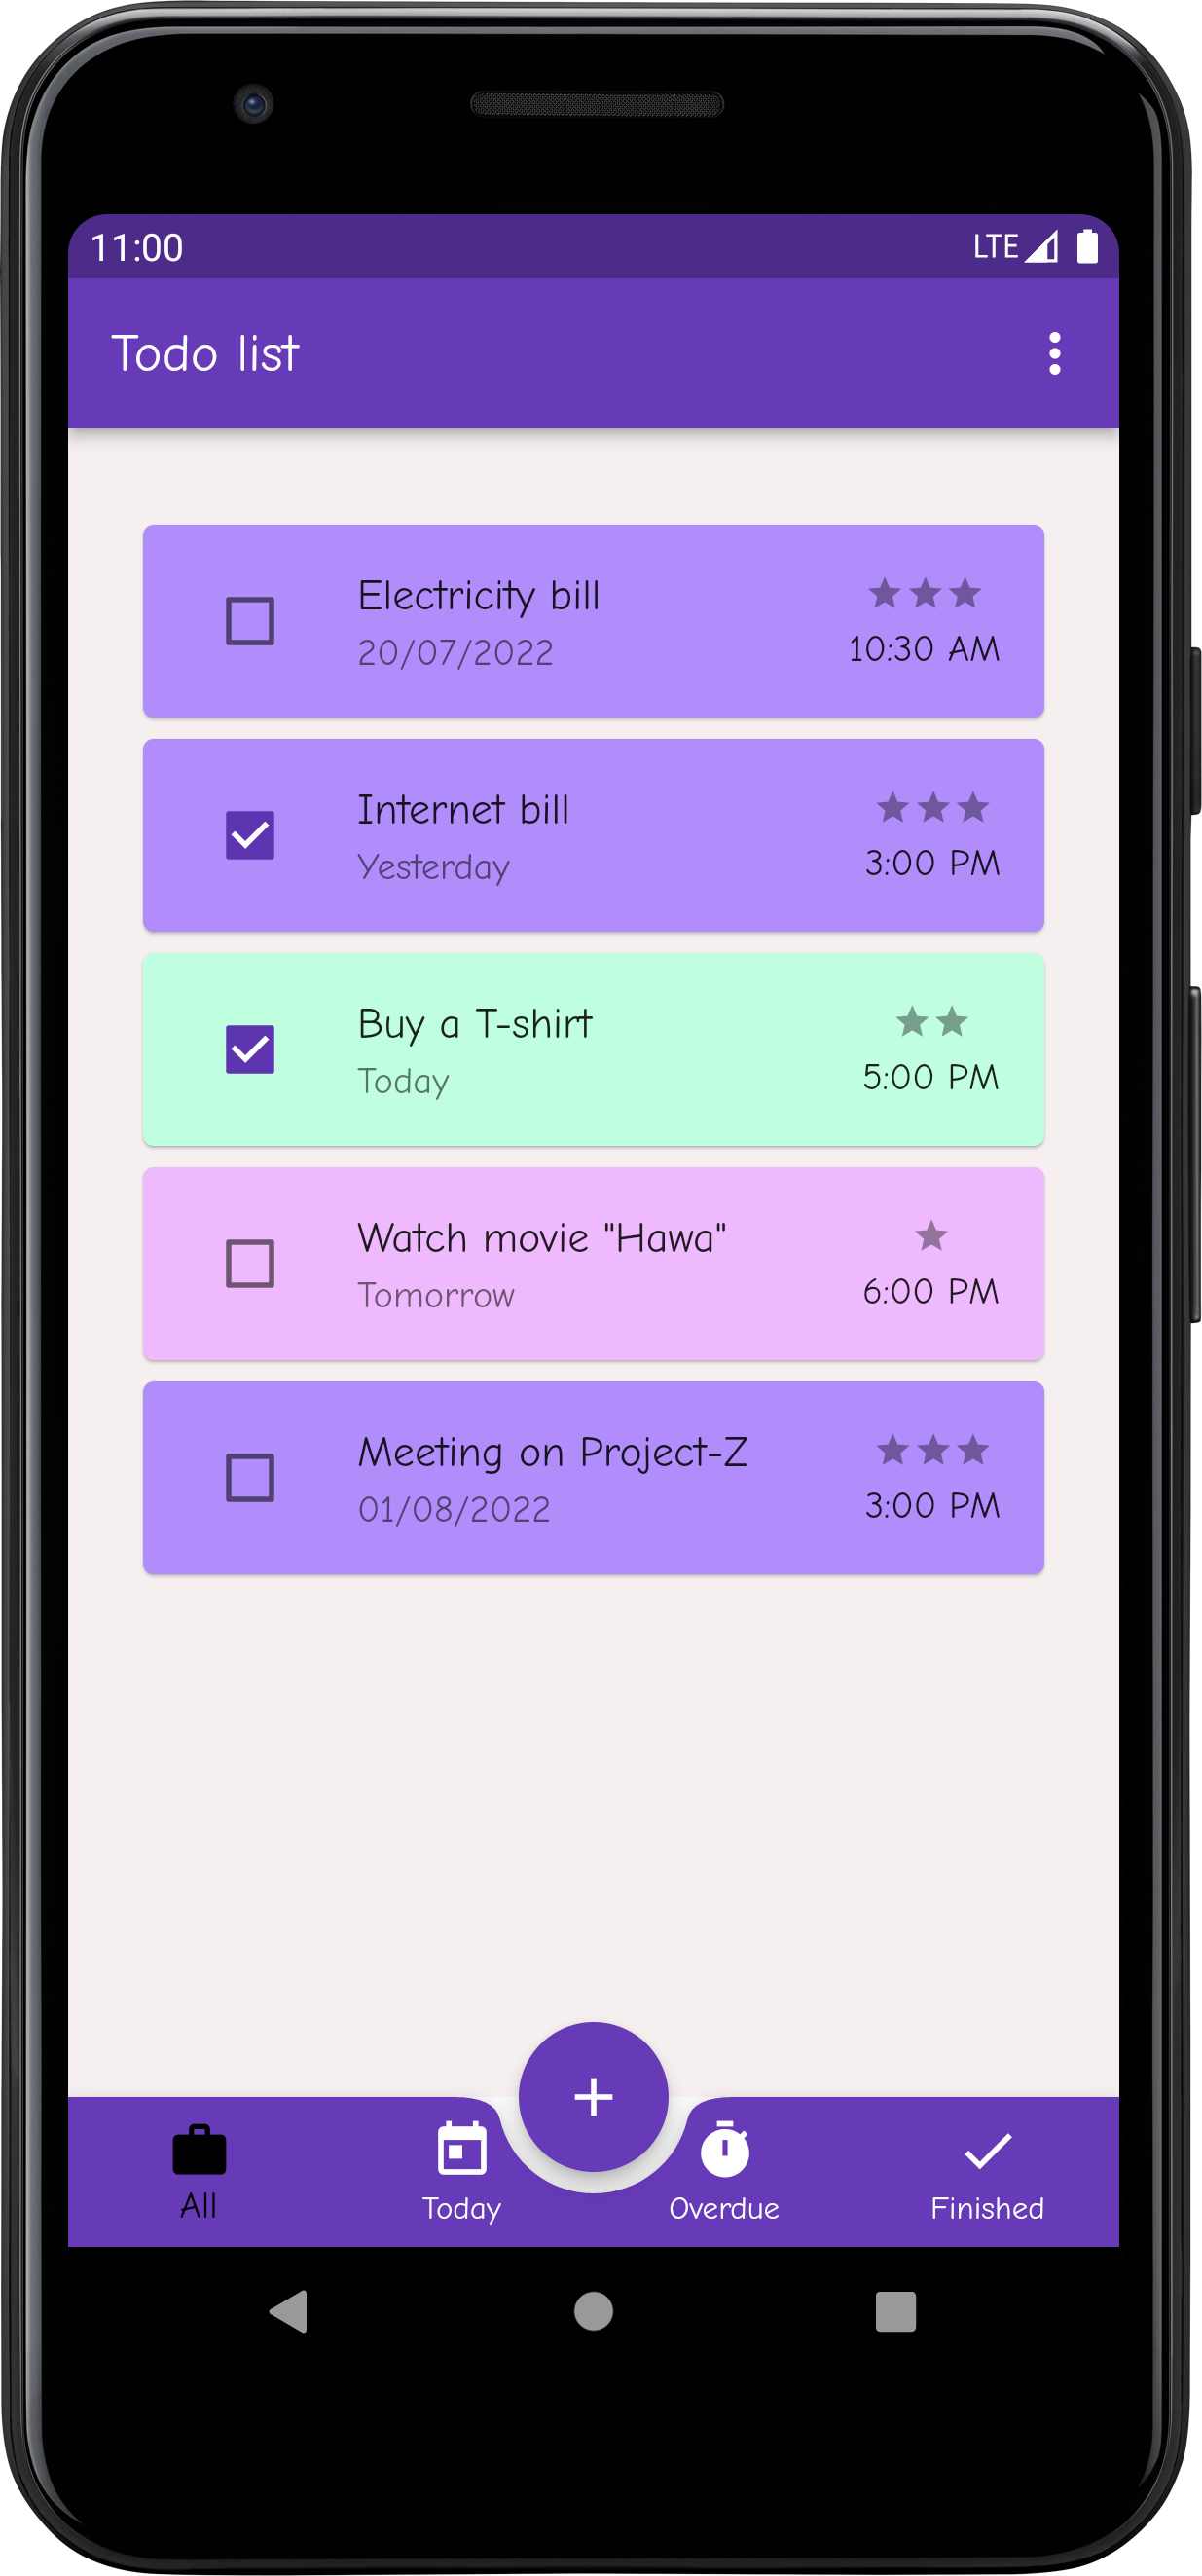 11:00 LTE
Todo list
Electricity bill
20/07/2022
10:30 AM
Internet bill
Yesterday
3:00 PM
Buy a T-shirt
Today
5:00 PM
Watch movie "Hawa"
Tomorrow
6:00 PM
Meeting on Project-Z
01/08/2022
3:00 PM
All
Today
Overdue
Finished